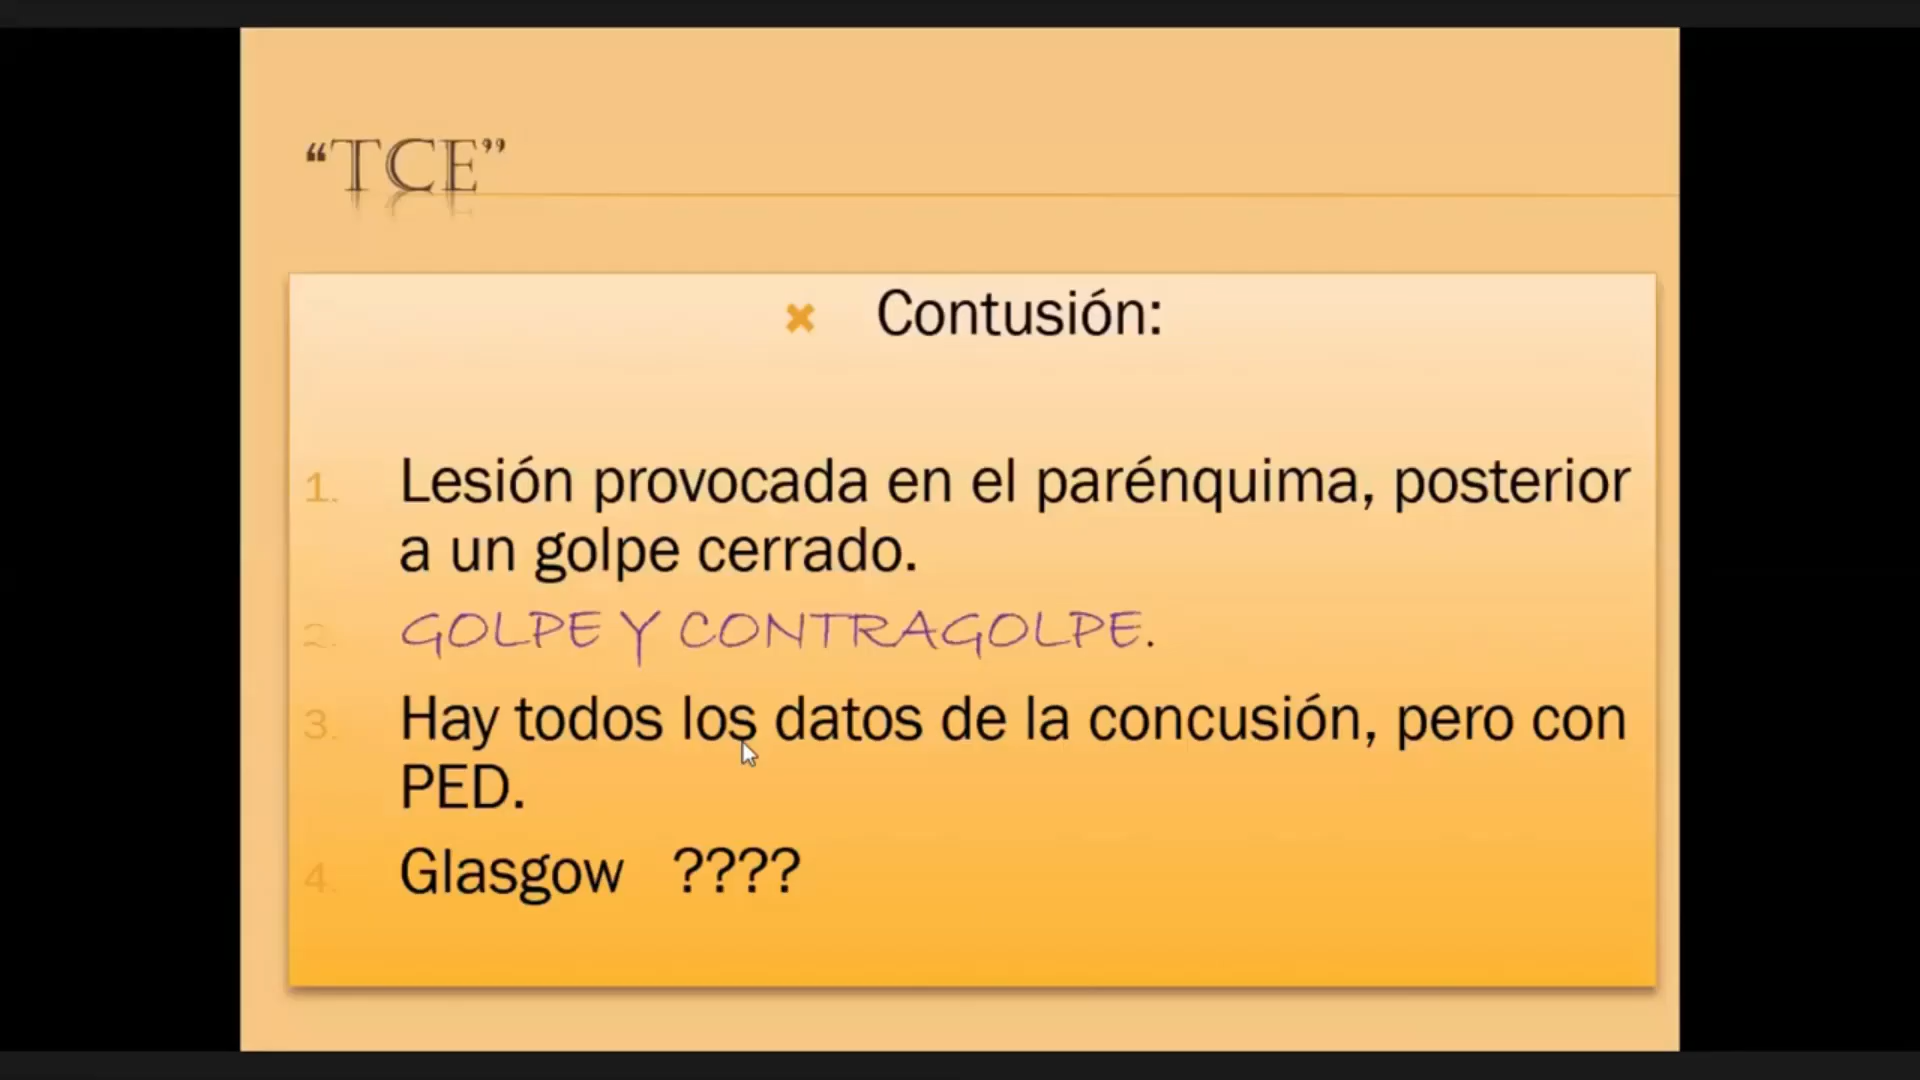 “TCE”
Contusión:
1. Lesión provocada en el parénquima, posterior
a un golpe cerrado.
2. GOLPE Y CONTRAGOLPE.
3. Hay todos los datos de la concusión, pero con
PED.
4. Glasgow ????